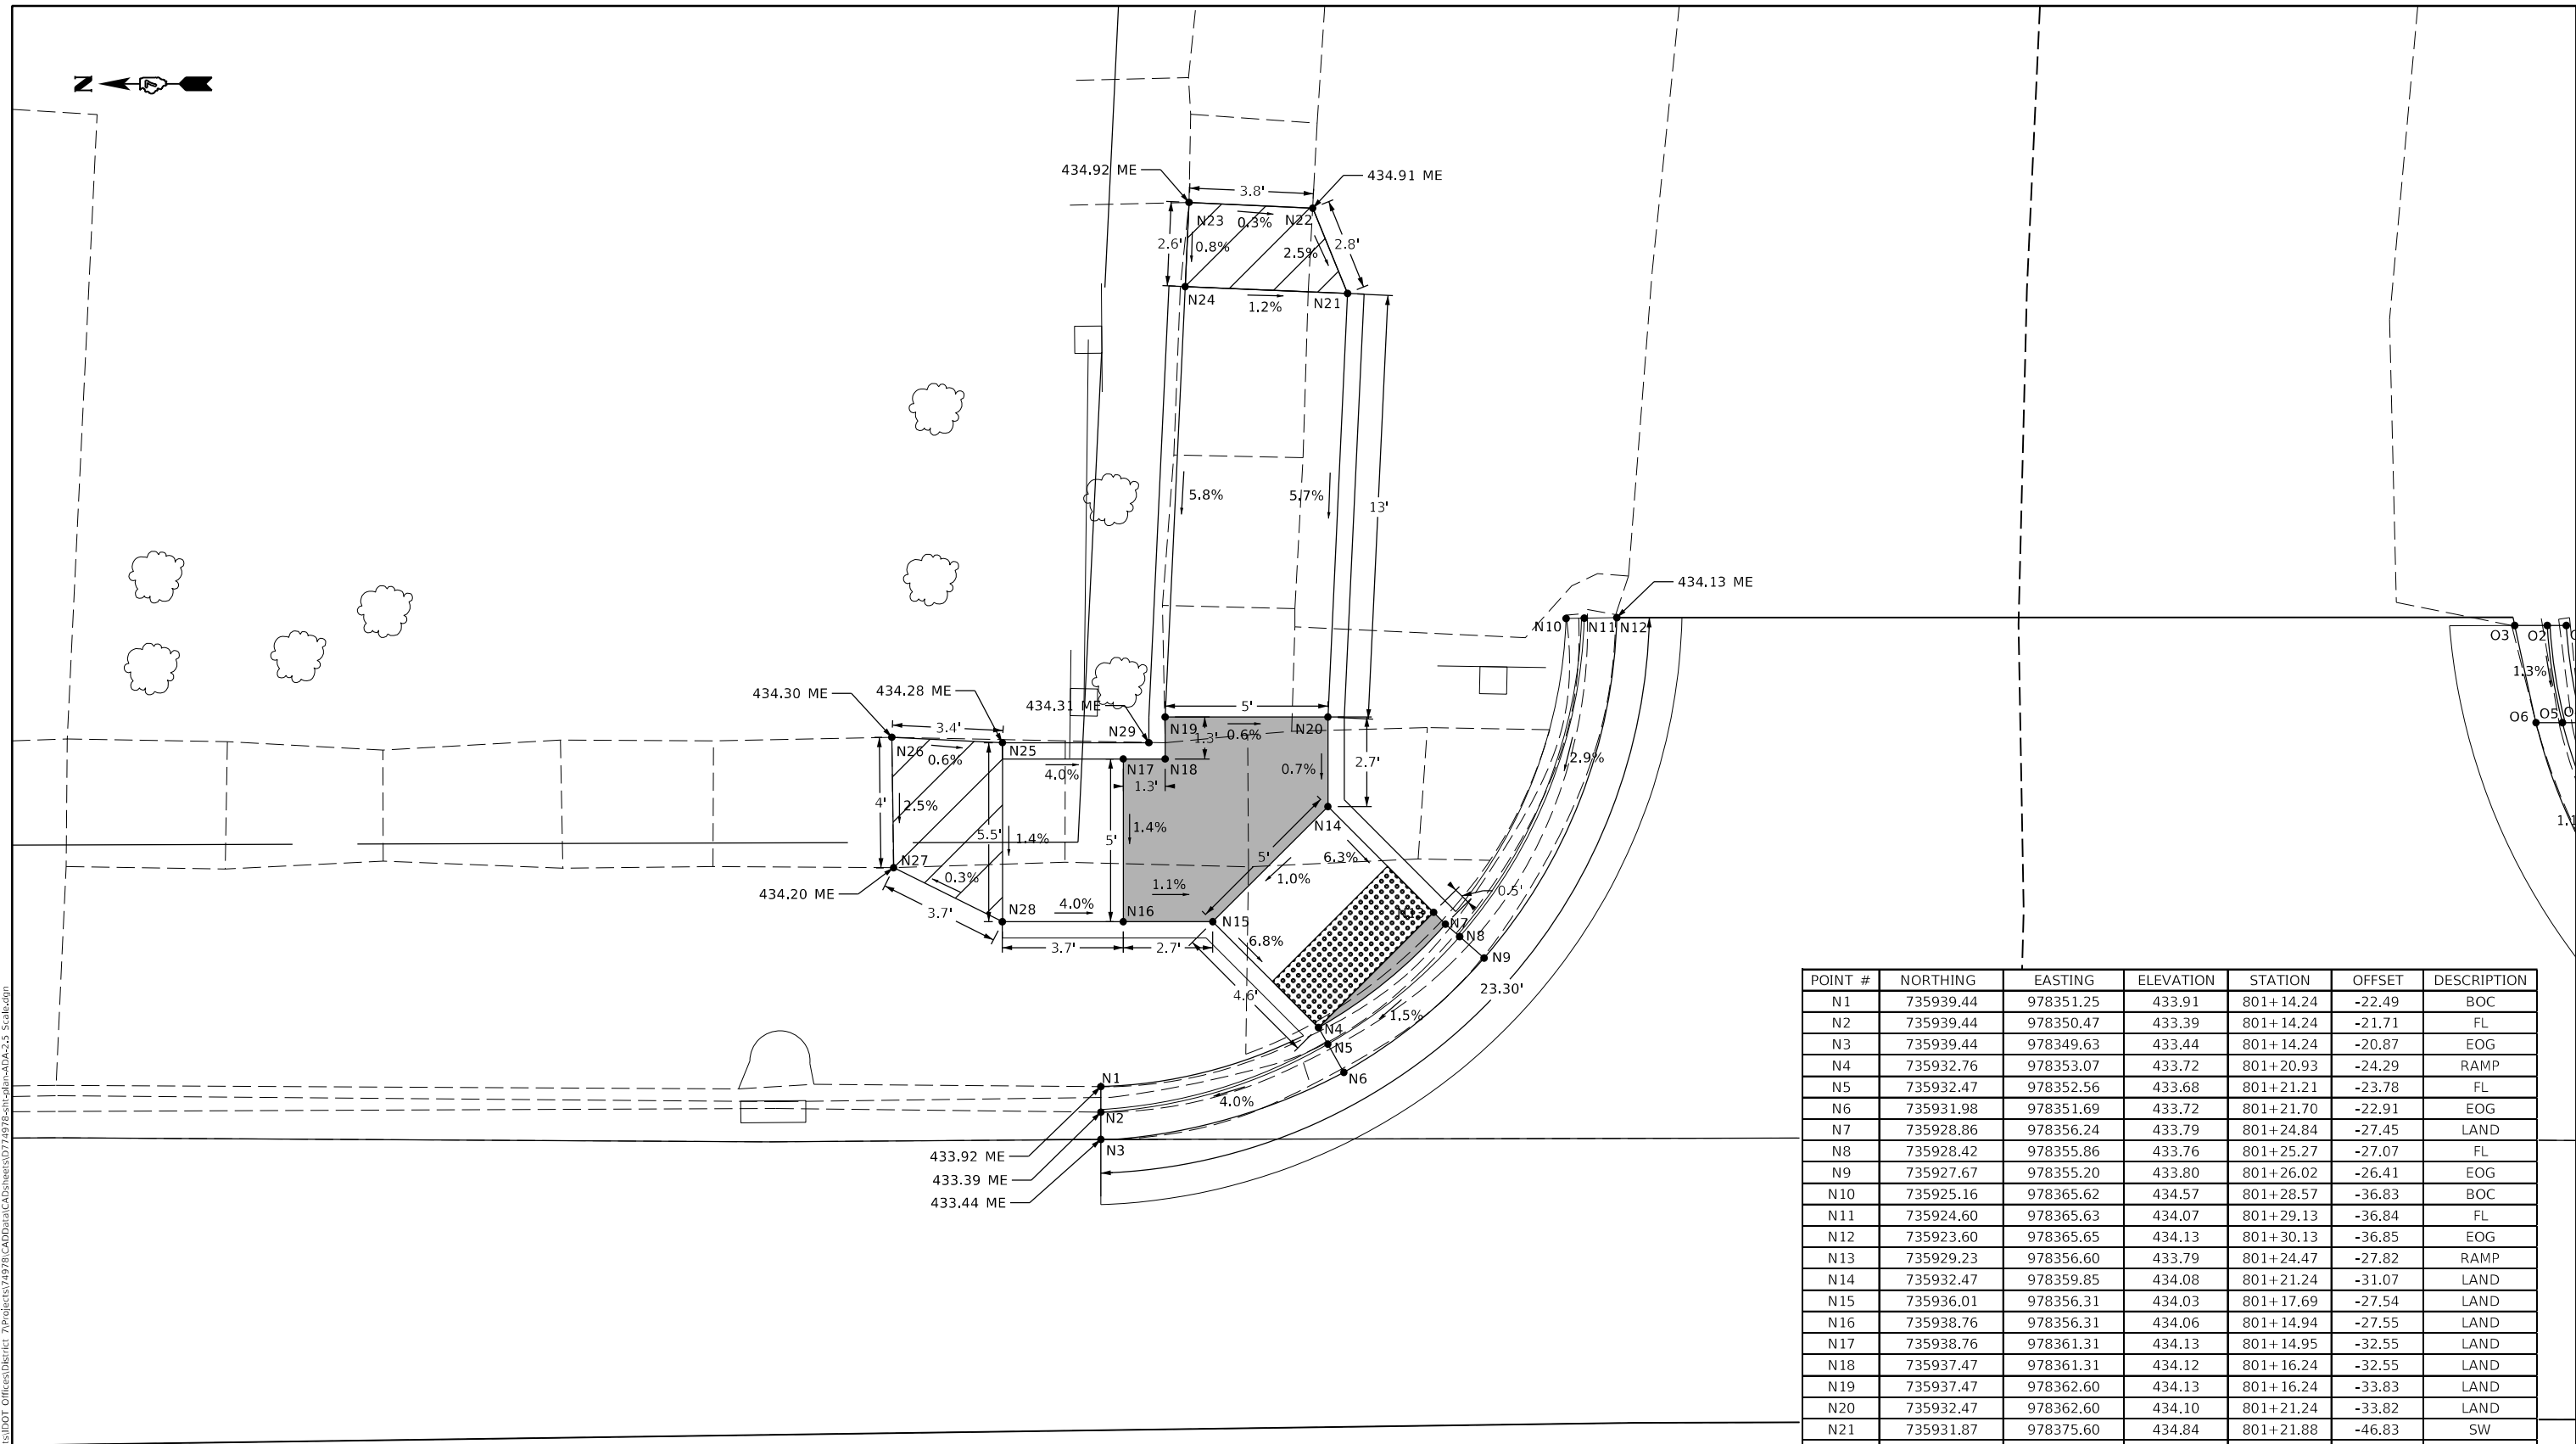 N
434.92 ME
434.91 ME
3.8'
N23
0.3%
N22
2.6'
0.8%
2.5%
2.8'
N24
1.2%
N21
5.8%
5.7%
13'
434.13 ME
N10
N11
N12
O3
O2
1.3%
O6
O5
434.30 ME
434.28 ME
434.31 ME
5'
3.4'
N29
N19
1.3'
0.6%
N20
N26
0.6%
N25
4.0%
N17
N18
0.7%
2.7'
2.9%
1.3'
4'
2.5%
5.5'
1.4%
5'
1.4%
N14
N27
0.3%
5'
6.3%
1.0%
1.1%
0.5'
434.20 ME
3.7'
N28
4.0%
N16
N15
N13
N7
N8
3.7'
2.7'
6.8%
N9
4.6'
23.30'
1.5%
N4
N5
N1
N6
4.0%
N2
N3
433.92 ME
433.39 ME
433.44 ME
POINT # NORTHING EASTING ELEVATION STATION OFFSET DESCRIPTION
N1 735939.44 978351.25 433.91 801+14.24 -22.49 BOC
N2 735939.44 978350.47 433.39 801+14.24 -21.71 FL
N3 735939.44 978349.63 433.44 801+14.24 -20.87 EOG
N4 735932.76 978353.07 433.72 801+20.93 -24.29 RAMP
N5 735932.47 978352.56 433.68 801+21.21 -23.78 FL
N6 735931.98 978351.69 433.72 801+21.70 -22.91 EOG
N7 735928.86 978356.24 433.79 801+24.84 -27.45 LAND
N8 735928.42 978355.86 433.76 801+25.27 -27.07 FL
N9 735927.67 978355.20 433.80 801+26.02 -26.41 EOG
N10 735925.16 978365.62 434.57 801+28.57 -36.83 BOC
N11 735924.60 978365.63 434.07 801+29.13 -36.84 FL
N12 735923.60 978365.65 434.13 801+30.13 -36.85 EOG
N13 735929.23 978356.60 433.79 801+24.47 -27.82 RAMP
N14 735932.47 978359.85 434.08 801+21.24 -31.07 LAND
N15 735936.01 978356.31 434.03 801+17.69 -27.54 LAND
N16 735938.76 978356.31 434.06 801+14.94 -27.55 LAND
N17 735938.76 978361.31 434.13 801+14.95 -32.55 LAND
N18 735937.47 978361.31 434.12 801+16.24 -32.55 LAND
N19 735937.47 978362.60 434.13 801+16.24 -33.83 LAND
N20 735932.47 978362.60 434.10 801+21.24 -33.82 LAND
N21 735931.87 978375.60 434.84 801+21.88 -46.83 SW